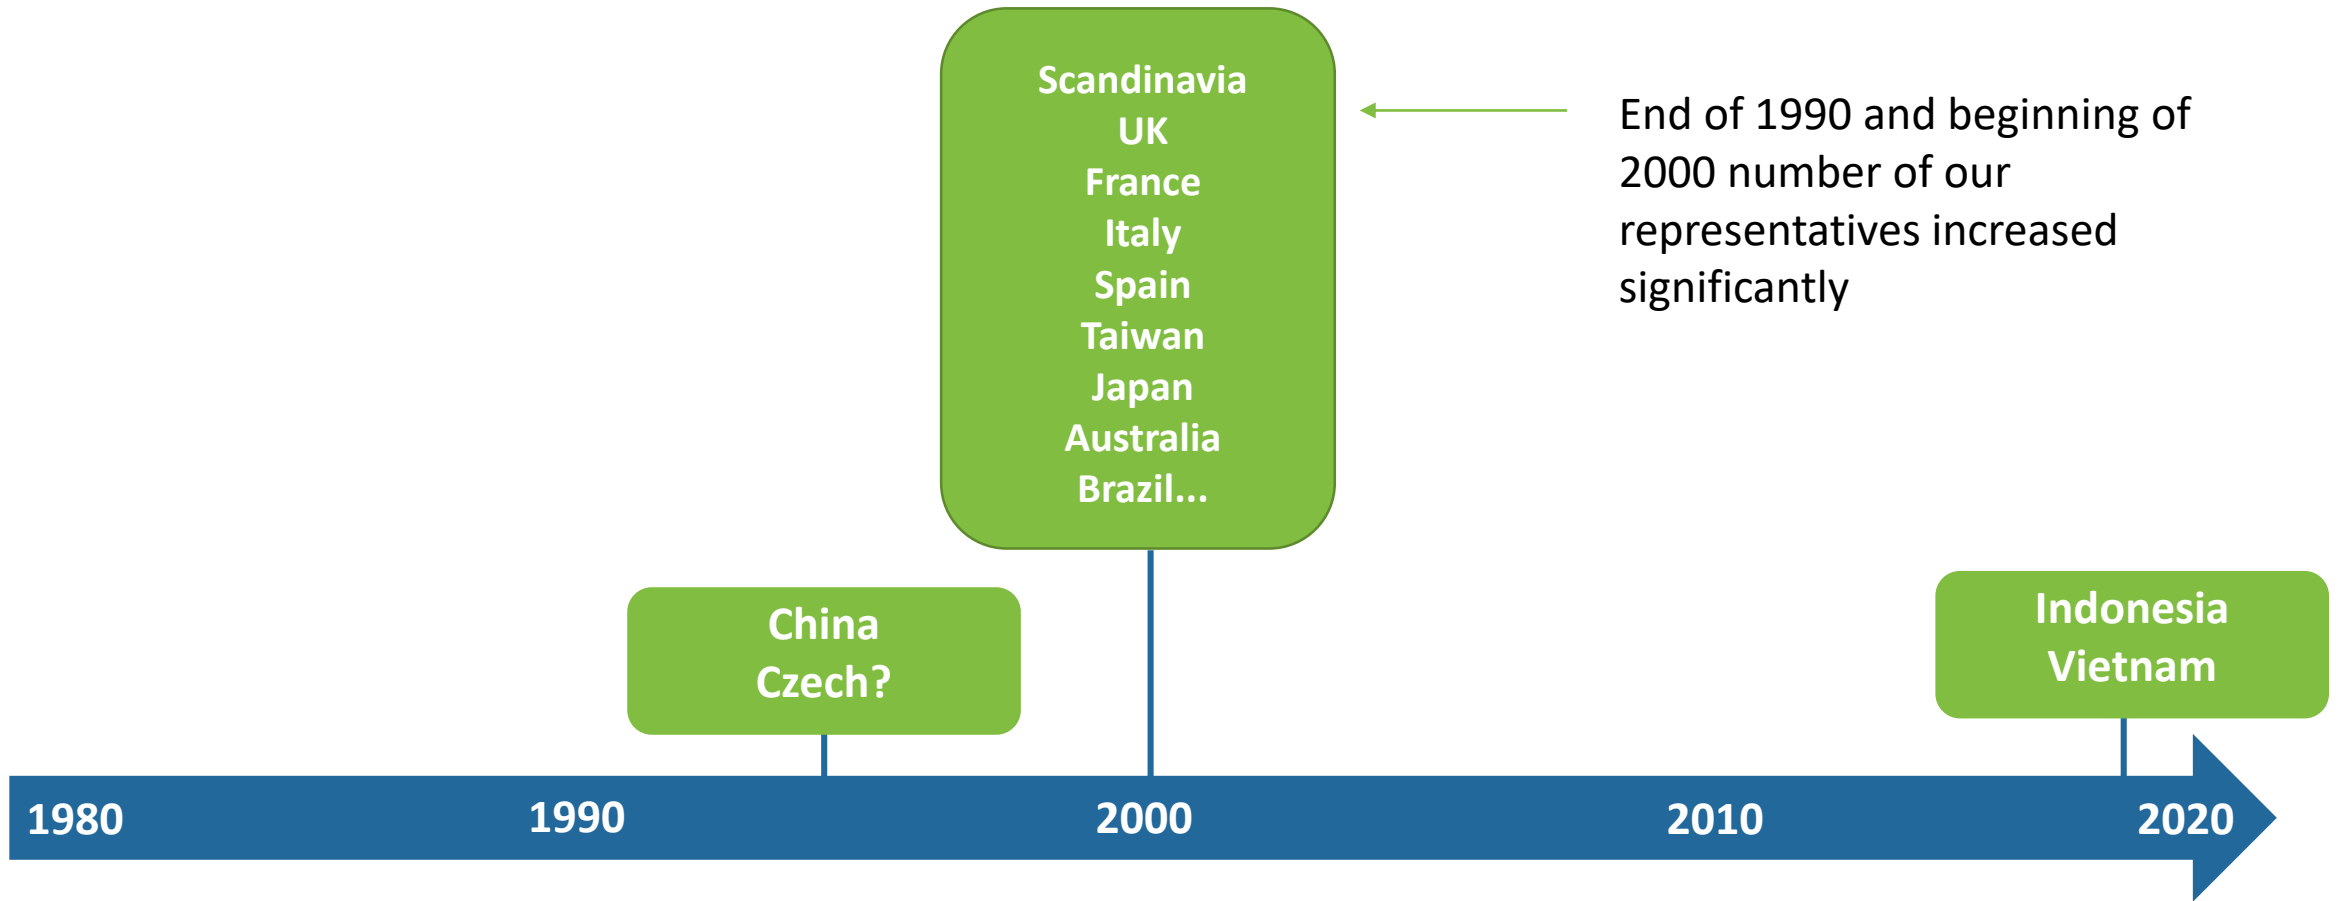 Scandinavia
UK
France
Italy
Spain
Taiwan
Japan
Australia
Brazil...
End of 1990 and beginning of
2000 number of our
representatives increased
significantly
China
Czech?
Indonesia
Vietnam
1980
1990
2000
2010
2020